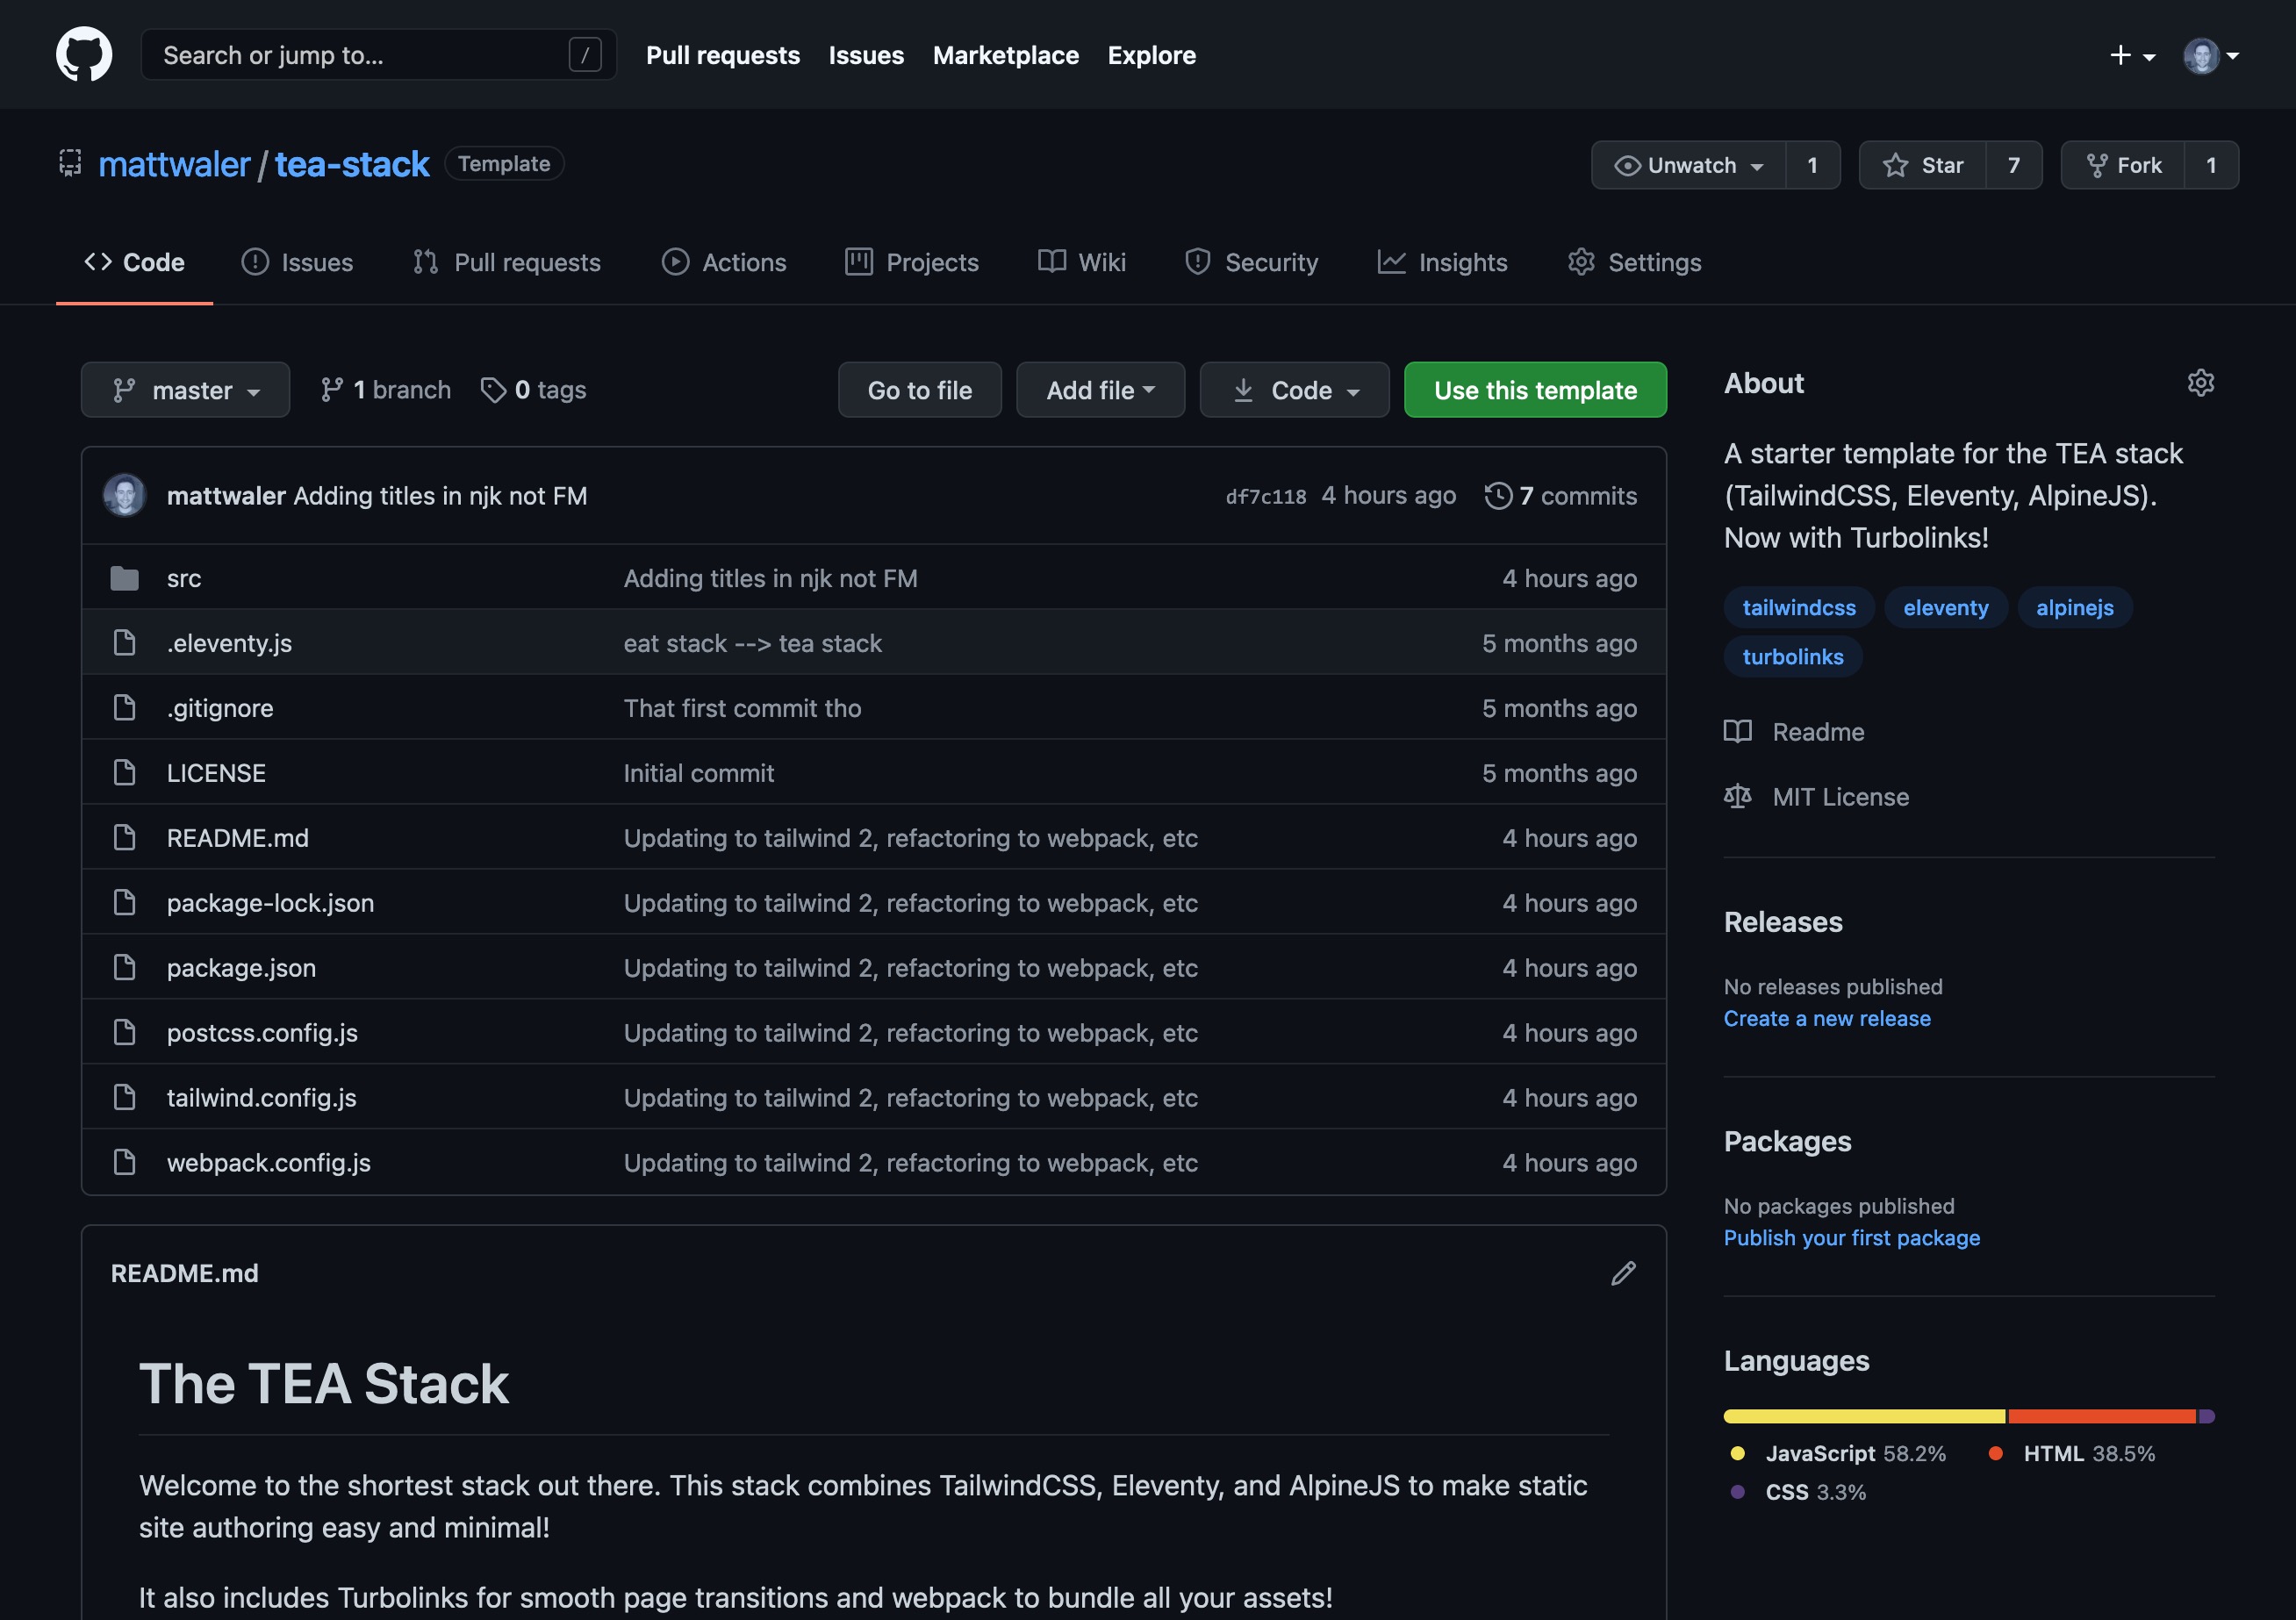 Search or jump to... /
Pull requests Issues Marketplace Explore
mattwaler / tea-stack Template
Unwatch 1 Star 7 Fork 1
Code Issues Pull requests Actions Projects Wiki Security Insights Settings
master 1 branch 0 tags Go to file Add file Code Use this template
mattwaler Adding titles in njk not FM df7c118 4 hours ago 7 commits
src Adding titles in njk not FM 4 hours ago
.eleventy.js eat stack --> tea stack 5 months ago
.gitignore That first commit tho 5 months ago
LICENSE Initial commit 5 months ago
README.md Updating to tailwind 2, refactoring to webpack, etc 4 hours ago
package-lock.json Updating to tailwind 2, refactoring to webpack, etc 4 hours ago
package.json Updating to tailwind 2, refactoring to webpack, etc 4 hours ago
postcss.config.js Updating to tailwind 2, refactoring to webpack, etc 4 hours ago
tailwind.config.js Updating to tailwind 2, refactoring to webpack, etc 4 hours ago
webpack.config.js Updating to tailwind 2, refactoring to webpack, etc 4 hours ago
README.md
The TEA Stack
Welcome to the shortest stack out there. This stack combines TailwindCSS, Eleventy, and AlpineJS to make static
site authoring easy and minimal!
It also includes Turbolinks for smooth page transitions and webpack to bundle all your assets!
About
A starter template for the TEA stack
(TailwindCSS, Eleventy, AlpineJS).
Now with Turbolinks!
tailwindcss eleventy alpinejs
turbolinks
Readme
MIT License
Releases
No releases published
Create a new release
Packages
No packages published
Publish your first package
Languages
JavaScript 58.2% HTML 38.5%
CSS 3.3%